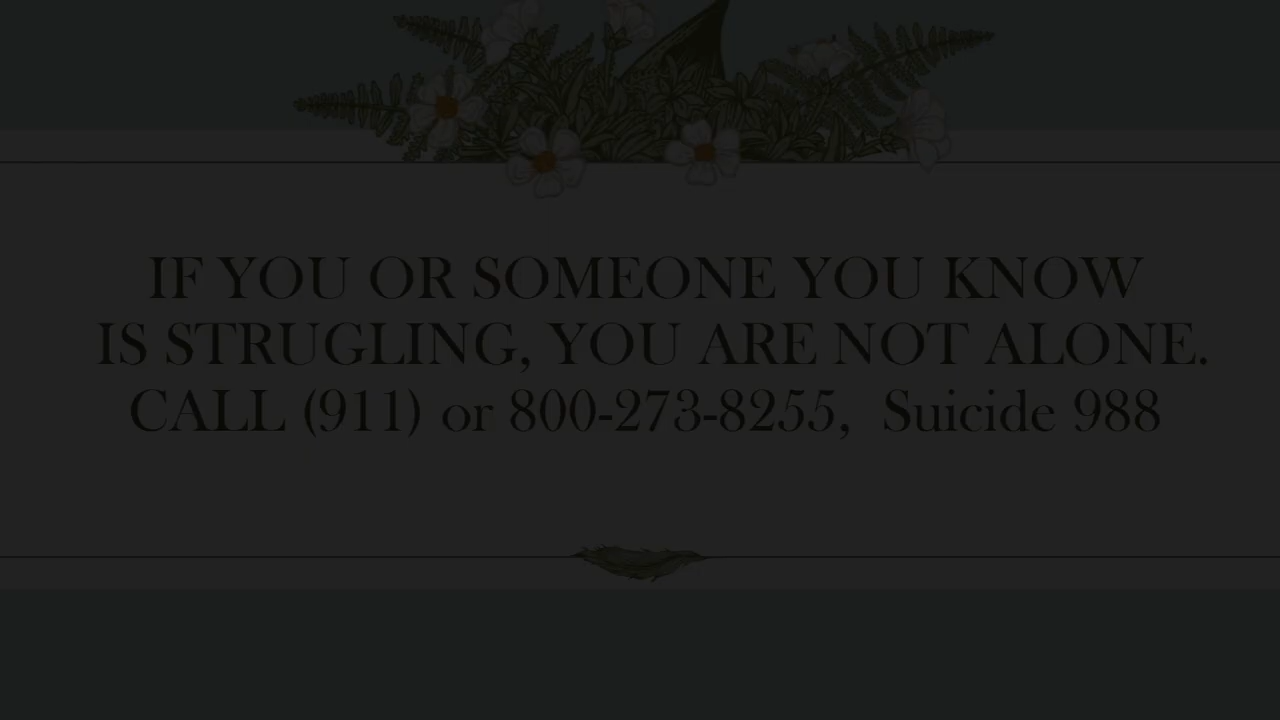 IF YOU OR SOMEONE YOU KNOW
IS STRUGLING, YOU ARE NOT ALONE.
CALL (911) or 800-273-8255, Suicide 988